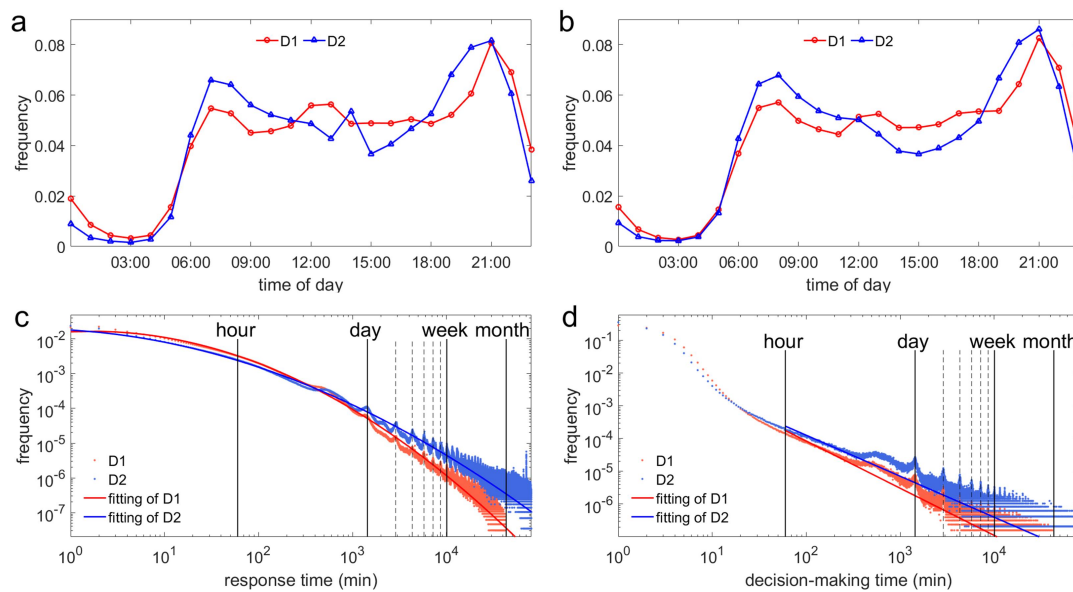 a
D1 D2
0.08
0.06
0.04
0.02
0
frequency
03:00 06:00 09:00 12:00 15:00 18:00 21:00
time of day
b
D1 D2
0.08
0.06
0.04
0.02
0
frequency
03:00 06:00 09:00 12:00 15:00 18:00 21:00
time of day
c
hour day week month
10^-2
10^-3
10^-4
10^-5
10^-6
10^-7
frequency
D1
D2
fitting of D1
fitting of D2
10^0 10^1 10^2 10^3 10^4
response time (min)
d
hour day week month
10^-1
10^-2
10^-3
10^-4
10^-5
10^-6
frequency
D1
D2
fitting of D1
fitting of D2
10^0 10^1 10^2 10^3 10^4
decision-making time (min)